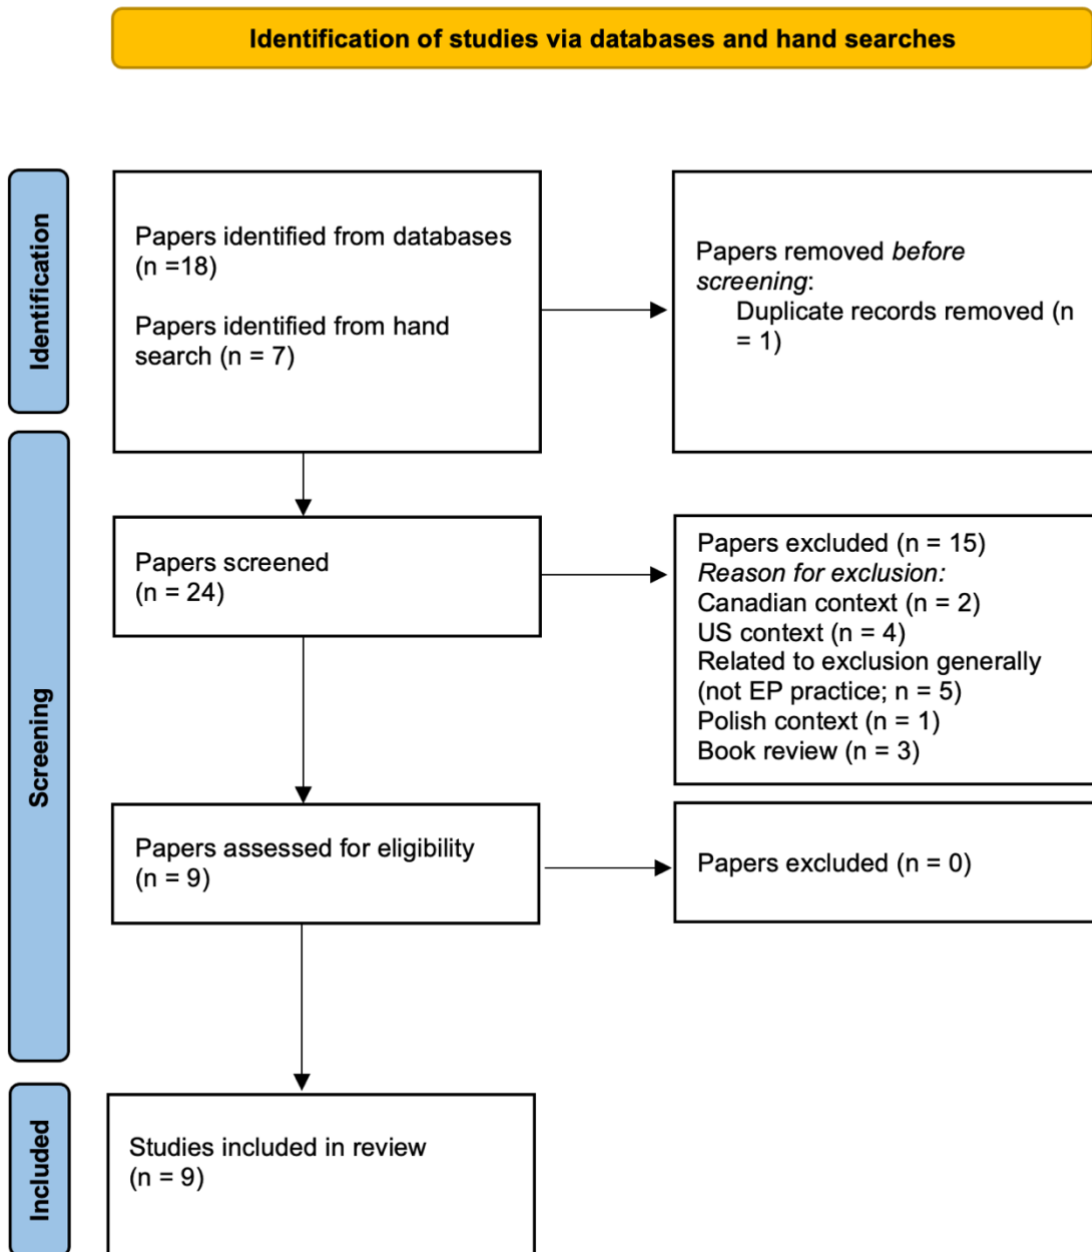 Identification of studies via databases and hand searches
Identification
Papers identified from databases
(n =18)
Papers identified from hand
search (n = 7)
Papers removed before
screening:
Duplicate records removed (n
= 1)
Screening
Papers screened
(n = 24)
Papers excluded (n = 15)
Reason for exclusion:
Canadian context (n = 2)
US context (n = 4)
Related to exclusion generally
(not EP practice; n = 5)
Polish context (n = 1)
Book review (n = 3)
Papers assessed for eligibility
(n = 9)
Papers excluded (n = 0)
Included
Studies included in review
(n = 9)